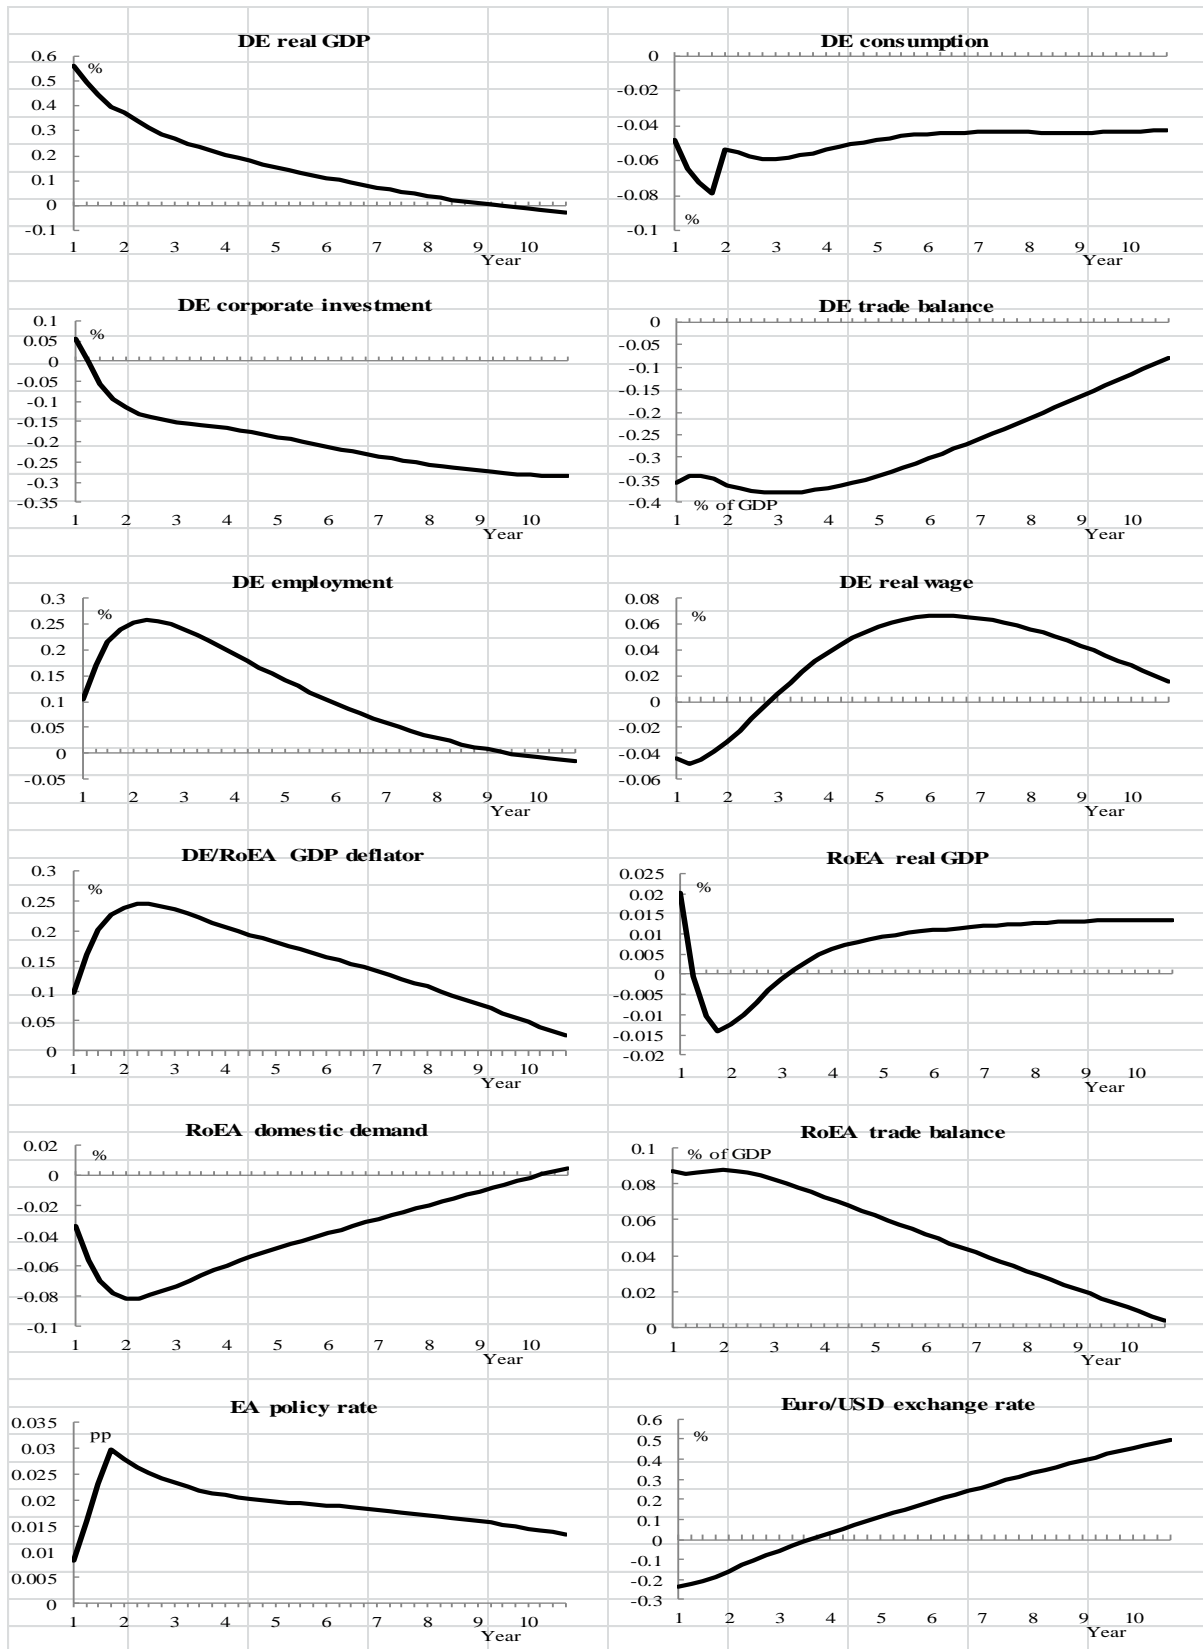 DE real GDP
0.6
%
0.5
0.4
0.3
0.2
0.1
0
-0.1
1 2 3 4 5 6 7 8 9 10
Year
DE consumption
0
-0.02
-0.04
-0.06
-0.08
%
-0.1
1 2 3 4 5 6 7 8 9 10
Year
DE corporate investment
0.1
%
0.05
0
-0.05
-0.1
-0.15
-0.2
-0.25
-0.3
-0.35
1 2 3 4 5 6 7 8 9 10
Year
DE trade balance
0
-0.05
-0.1
-0.15
-0.2
-0.25
-0.3
-0.35
-0.4
% of GDP
1 2 3 4 5 6 7 8 9 10
Year
DE employment
0.3
%
0.25
0.2
0.15
0.1
0.05
0
-0.05
1 2 3 4 5 6 7 8 9 10
Year
DE real wage
0.08
%
0.06
0.04
0.02
0
-0.02
-0.04
-0.06
1 2 3 4 5 6 7 8 9 10
Year
DE/RoEA GDP deflator
0.3
%
0.25
0.2
0.15
0.1
0.05
0
1 2 3 4 5 6 7 8 9 10
Year
RoEA real GDP
0.025
%
0.02
0.015
0.01
0.005
0
-0.005
-0.01
-0.015
-0.02
1 2 3 4 5 6 7 8 9 10
Year
RoEA domestic demand
0.02
%
0
-0.02
-0.04
-0.06
-0.08
-0.1
1 2 3 4 5 6 7 8 9 10
Year
RoEA trade balance
0.1
% of GDP
0.08
0.06
0.04
0.02
0
1 2 3 4 5 6 7 8 9 10
Year
EA policy rate
0.035
pp
0.03
0.025
0.02
0.015
0.01
0.005
0
1 2 3 4 5 6 7 8 9 10
Year
Euro/USD exchange rate
0.6
%
0.5
0.4
0.3
0.2
0.1
0
-0.1
-0.2
-0.3
1 2 3 4 5 6 7 8 9 10
Year